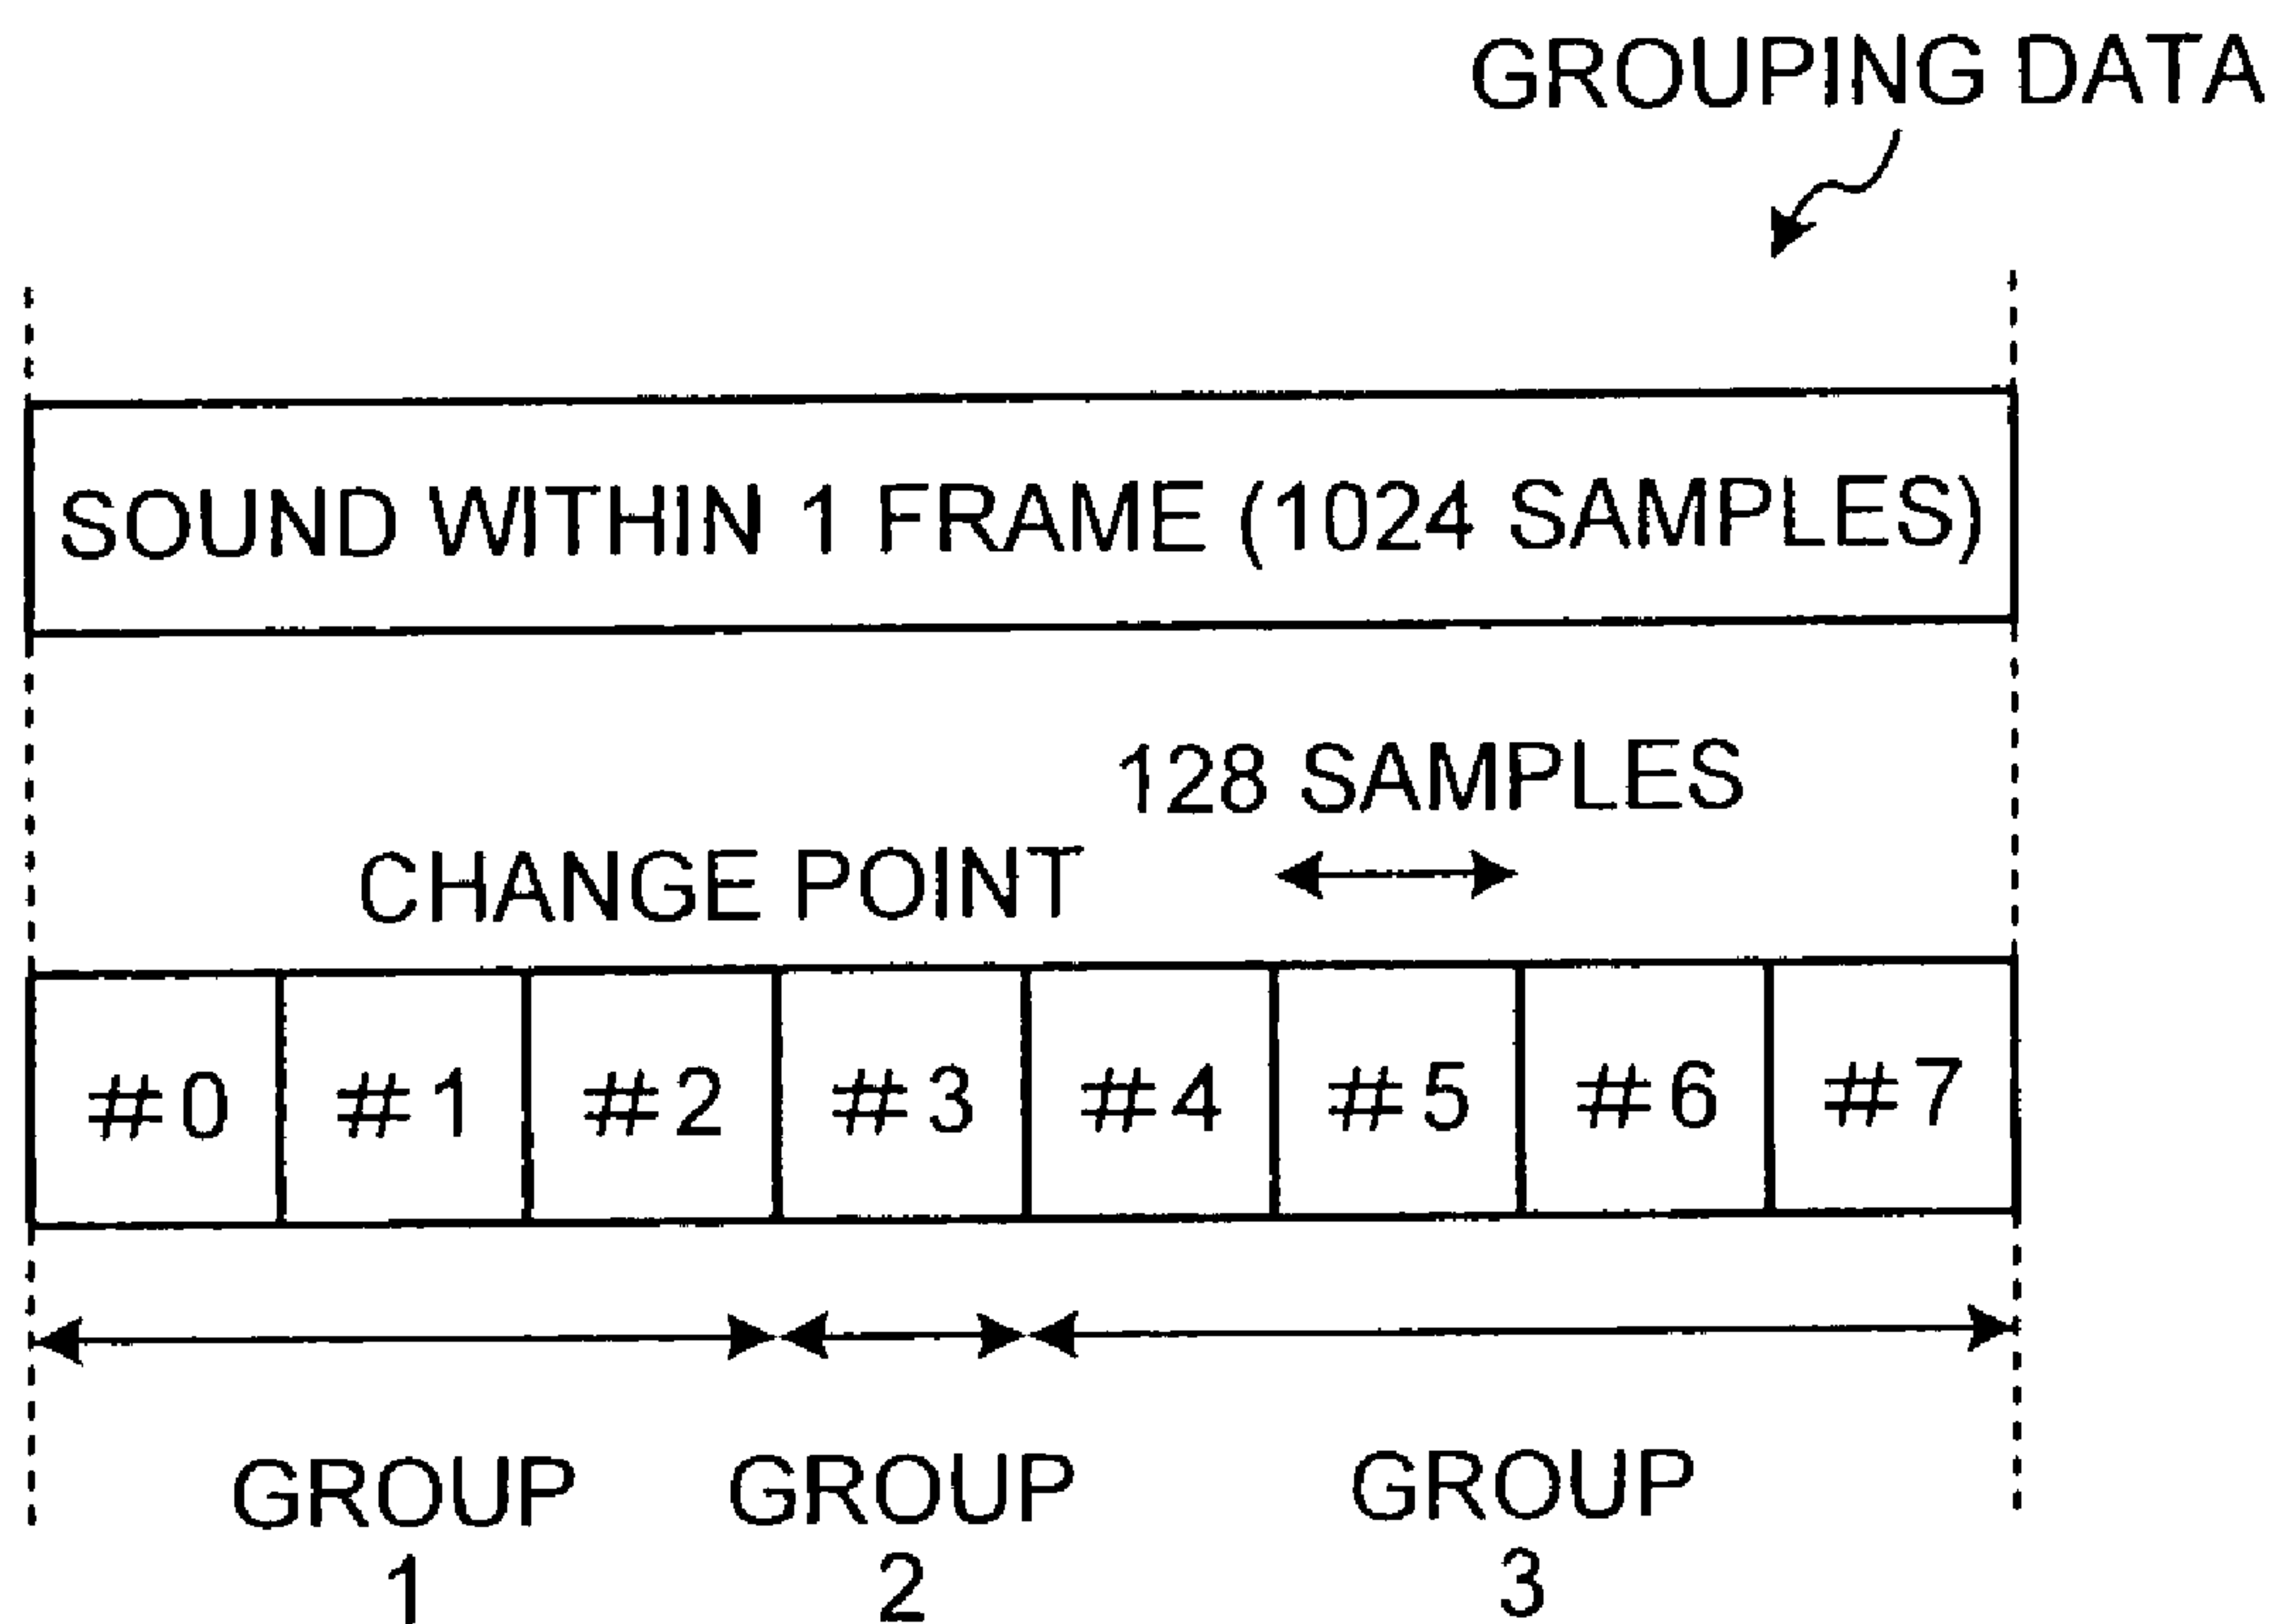 GROUPING DATA
SOUND WITHIN 1 FRAME (1024 SAMPLES)
128 SAMPLES
CHANGE POINT
#0 #1 #2 #3 #4 #5 #6 #7
GROUP 1
GROUP 2
GROUP 3